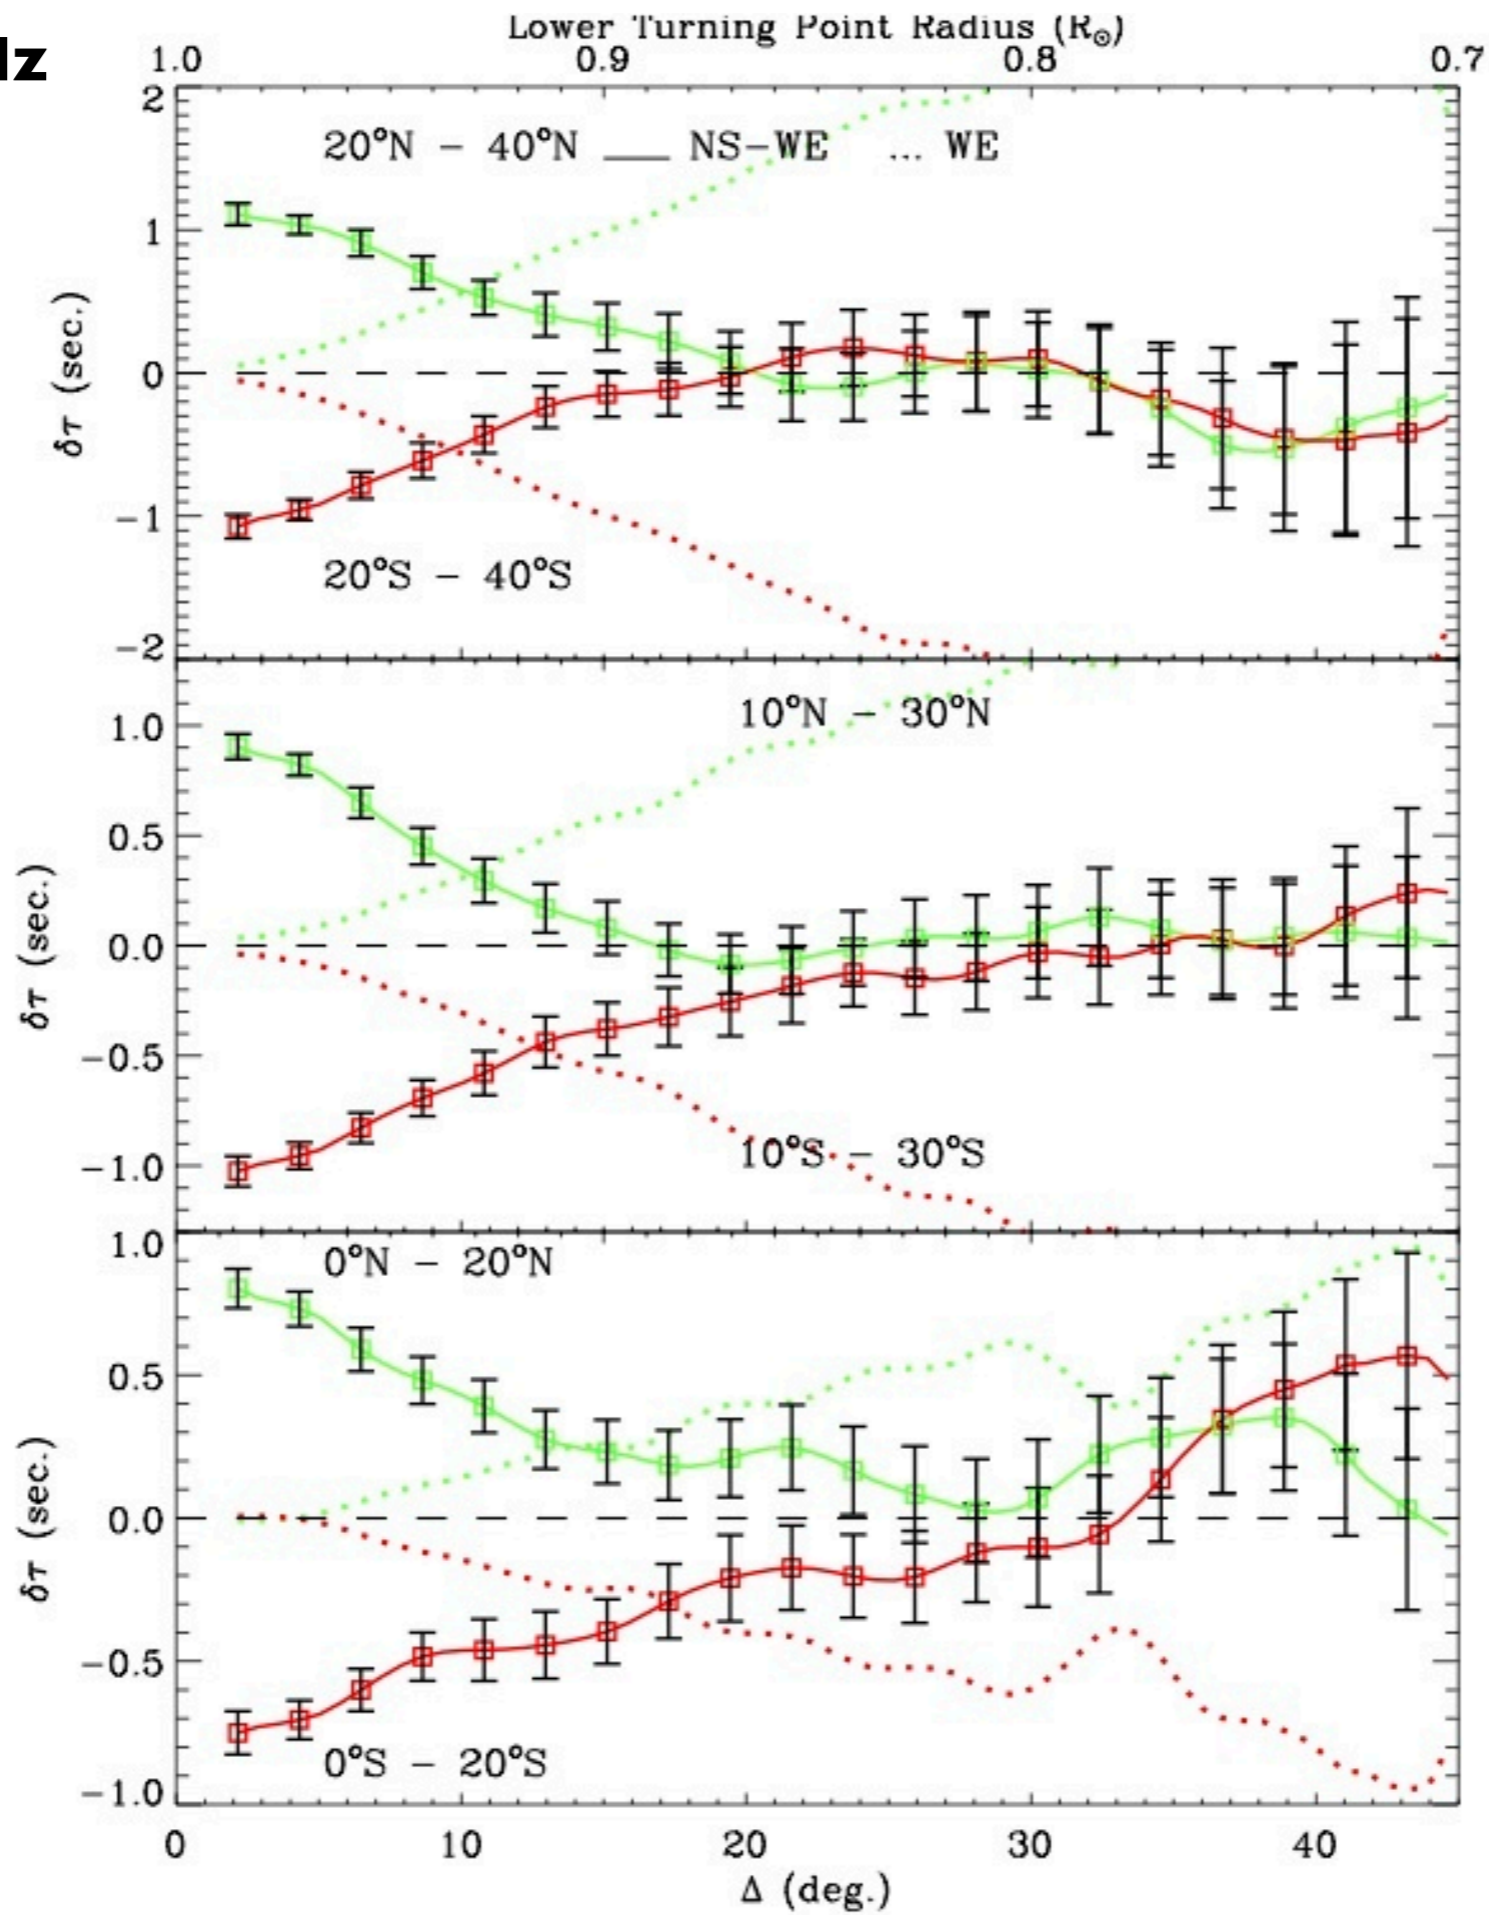 Lower Turning Point Radius (R☉)
lz
1.0 0.9 0.8 0.7
2
20°N – 40°N ___ NS–WE ... WE
1
δτ (sec.)
0
−1
20°S – 40°S
−2
10°N – 30°N
1.0
0.5
δτ (sec.)
0.0
−0.5
10°S – 30°S
−1.0
1.0
0°N – 20°N
0.5
δτ (sec.)
0.0
−0.5
0°S – 20°S
−1.0
0 10 20 30 40
Δ (deg.)